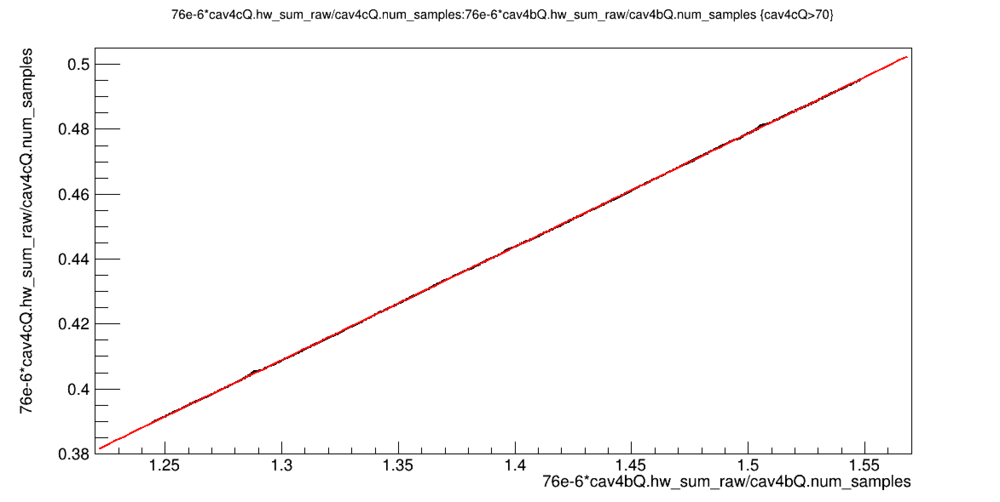 76e-6*cav4cQ.hw_sum_raw/cav4cQ.num_samples:76e-6*cav4bQ.hw_sum_raw/cav4bQ.num_samples {cav4cQ>70}
76e-6*cav4cQ.hw_sum_raw/cav4cQ.num_samples
0.5
0.48
0.46
0.44
0.42
0.4
0.38
1.25 1.3 1.35 1.4 1.45 1.5 1.55
76e-6*cav4bQ.hw_sum_raw/cav4bQ.num_samples